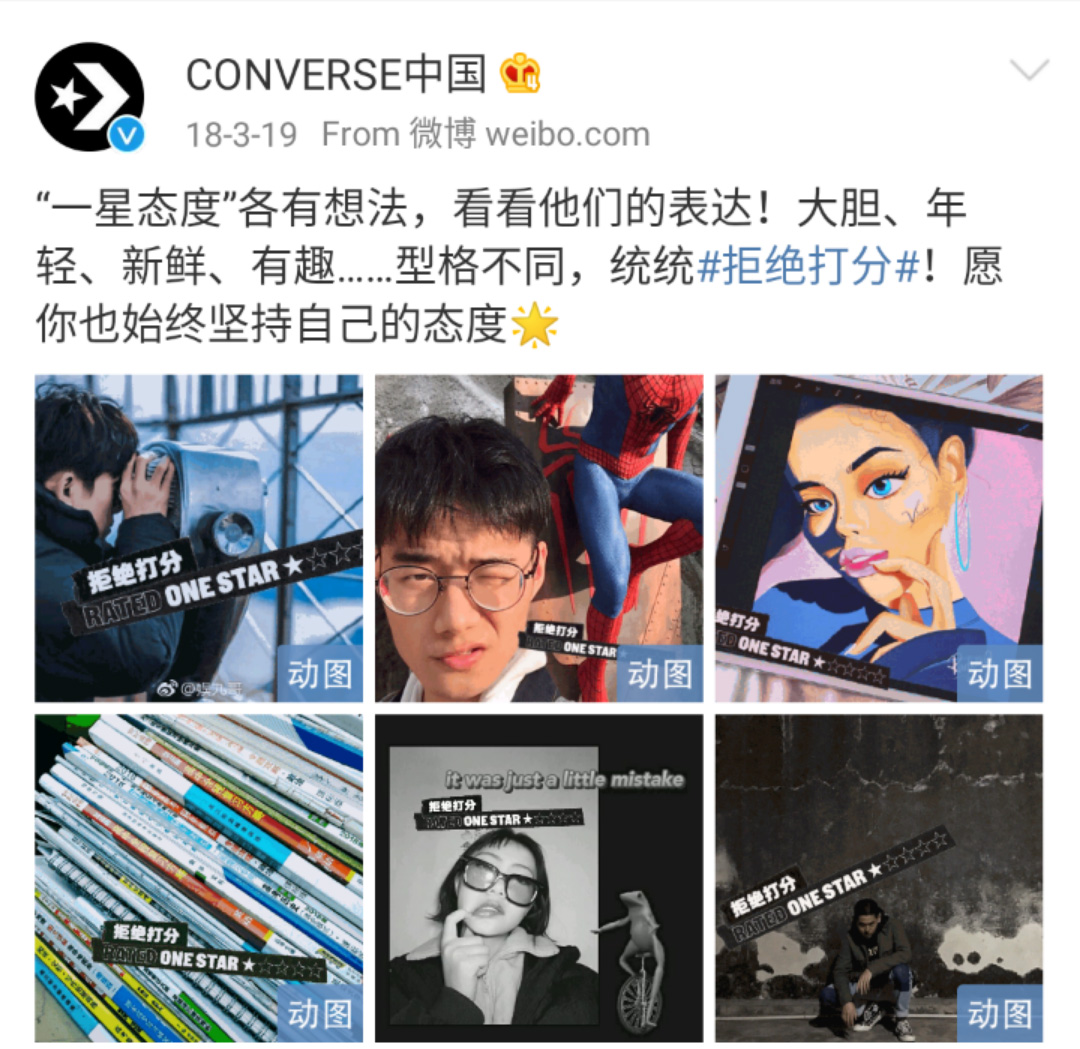 CONVERSE中国
18-3-19 From 微博 weibo.com
“一星态度”各有想法，看看他们的表达！大胆、年
轻、新鲜、有趣……型格不同，统统#拒绝打分#！愿
你也始终坚持自己的态度🌟
拒绝打分
RATED ONE STAR ★☆☆☆☆
动图
拒绝打分
RATED ONE STAR
动图
绝打分
ED ONE STAR ★☆☆☆☆
动图
拒绝打分
RATED ONE STAR ★☆☆☆☆
动图
it was just a little mistake
拒绝打分
RATED ONE STAR ★☆☆☆☆
拒绝打分
RATED ONE STAR ★☆☆☆☆
动图